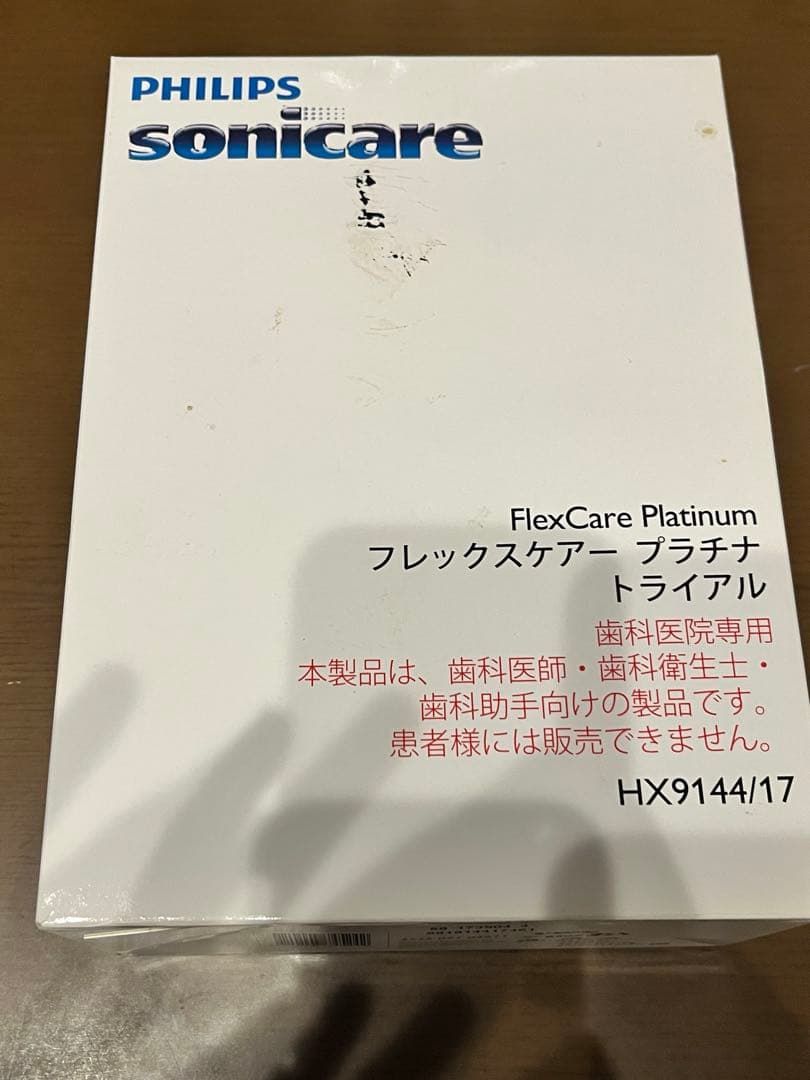 PHILIPS
sonicare
FlexCare Platinum
フレックスケアー プラチナ
トライアル
歯科医院専用
本製品は、歯科医師・歯科衛生士・
歯科助手向けの製品です。
患者様には販売できません。
HX9144/17